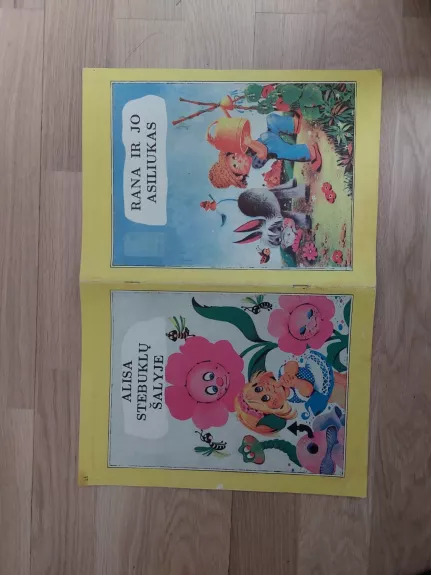 RANA IR JO
ASILIUKAS
ALISA
STEBUKLŲ
ŠALYJE